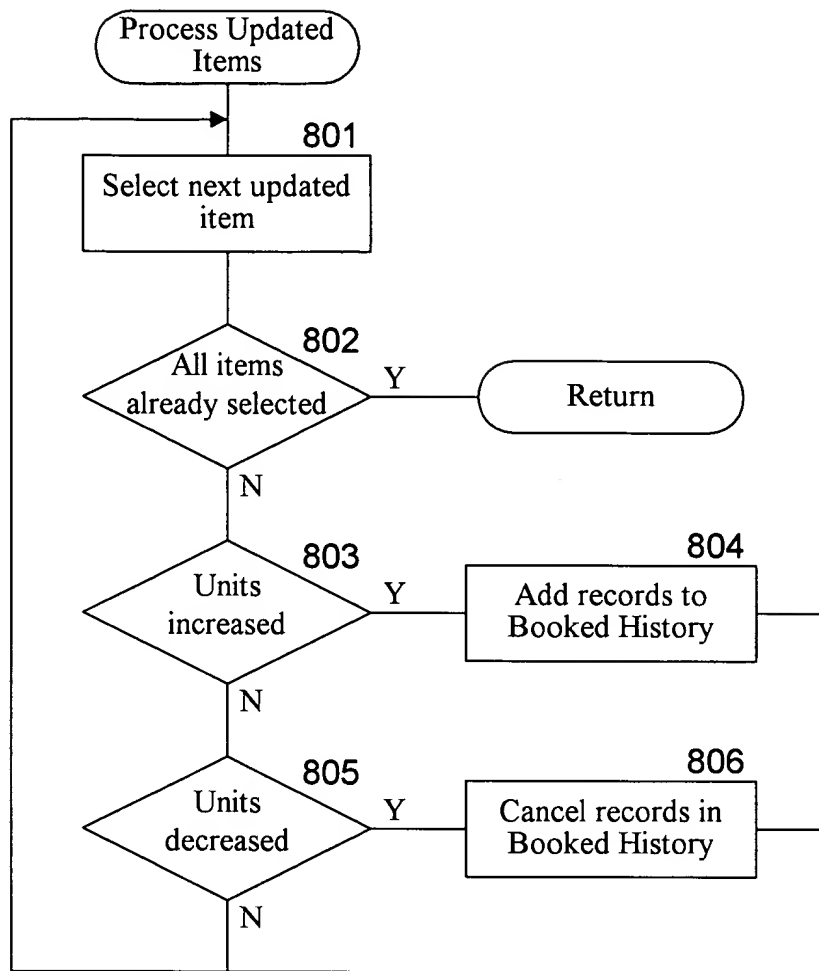 Process Updated
Items
801
Select next updated
item
802
All items
already selected
Y
Return
N
803
Units
increased
Y
804
Add records to
Booked History
N
805
Units
decreased
Y
806
Cancel records in
Booked History
N